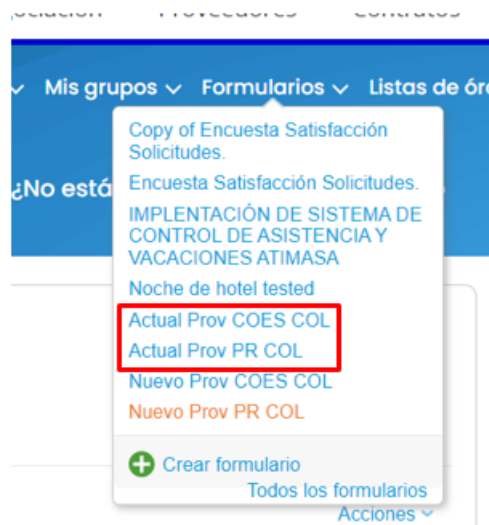 Mis grupos Formularios Listas de
¿No está
Copy of Encuesta Satisfacción
Solicitudes.
Encuesta Satisfacción Solicitudes.
IMPLENTACIÓN DE SISTEMA DE
CONTROL DE ASISTENCIA Y
VACACIONES ATIMASA
Noche de hotel tested
Actual Prov COES COL
Actual Prov PR COL
Nuevo Prov COES COL
Nuevo Prov PR COL
Crear formulario
Todos los formularios
Acciones